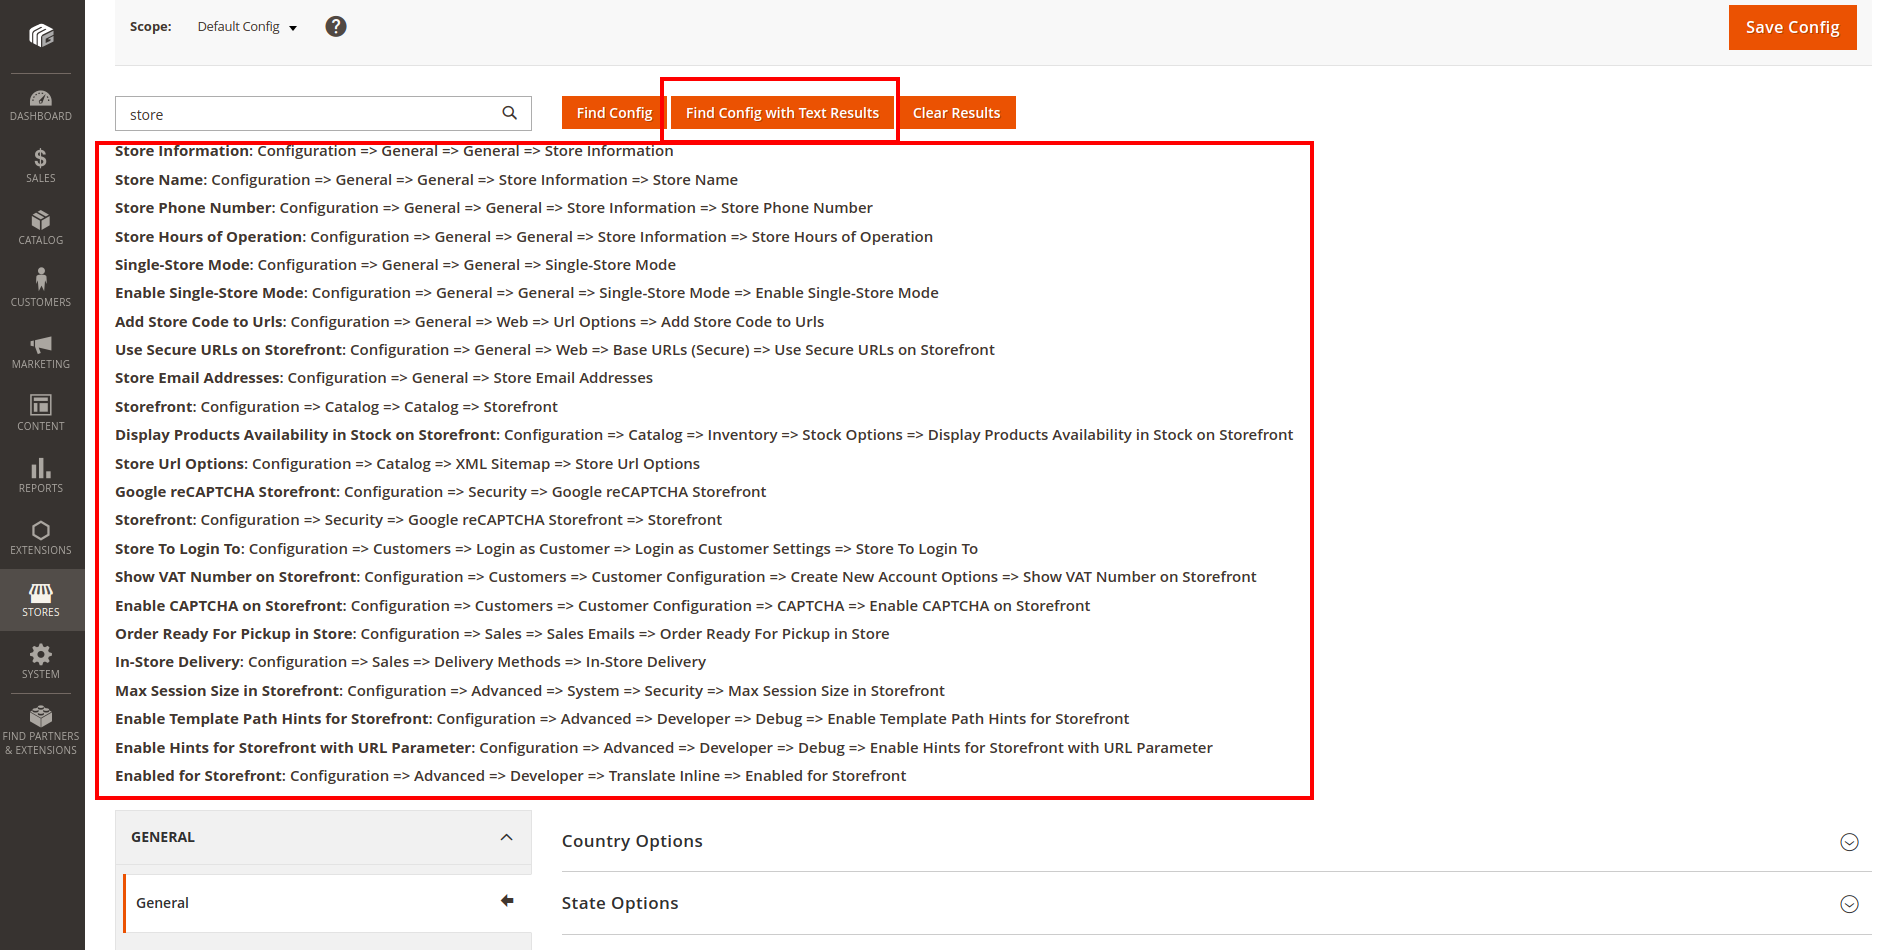 Scope: Default Config ?
Save Config
store
Find Config Find Config with Text Results Clear Results
Store Information: Configuration => General => General => Store Information
Store Name: Configuration => General => General => Store Information => Store Name
Store Phone Number: Configuration => General => General => Store Information => Store Phone Number
Store Hours of Operation: Configuration => General => General => Store Information => Store Hours of Operation
Single-Store Mode: Configuration => General => General => Single-Store Mode
Enable Single-Store Mode: Configuration => General => General => Single-Store Mode => Enable Single-Store Mode
Add Store Code to Urls: Configuration => General => Web => Url Options => Add Store Code to Urls
Use Secure URLs on Storefront: Configuration => General => Web => Base URLs (Secure) => Use Secure URLs on Storefront
Store Email Addresses: Configuration => General => Store Email Addresses
Storefront: Configuration => Catalog => Catalog => Storefront
Display Products Availability in Stock on Storefront: Configuration => Catalog => Inventory => Stock Options => Display Products Availability in Stock on Storefront
Store Url Options: Configuration => Catalog => XML Sitemap => Store Url Options
Google reCAPTCHA Storefront: Configuration => Security => Google reCAPTCHA Storefront
Storefront: Configuration => Security => Google reCAPTCHA Storefront => Storefront
Store To Login To: Configuration => Customers => Login as Customer => Login as Customer Settings => Store To Login To
Show VAT Number on Storefront: Configuration => Customers => Customer Configuration => Create New Account Options => Show VAT Number on Storefront
Enable CAPTCHA on Storefront: Configuration => Customers => Customer Configuration => CAPTCHA => Enable CAPTCHA on Storefront
Order Ready For Pickup in Store: Configuration => Sales => Sales Emails => Order Ready For Pickup in Store
In-Store Delivery: Configuration => Sales => Delivery Methods => In-Store Delivery
Max Session Size in Storefront: Configuration => Advanced => System => Security => Max Session Size in Storefront
Enable Template Path Hints for Storefront: Configuration => Advanced => Developer => Debug => Enable Template Path Hints for Storefront
Enable Hints for Storefront with URL Parameter: Configuration => Advanced => Developer => Debug => Enable Hints for Storefront with URL Parameter
Enabled for Storefront: Configuration => Advanced => Developer => Translate Inline => Enabled for Storefront
GENERAL
General
Country Options
State Options
DASHBOARD
$
SALES
CATALOG
CUSTOMERS
MARKETING
CONTENT
REPORTS
EXTENSIONS
STORES
SYSTEM
FIND PARTNERS
& EXTENSIONS